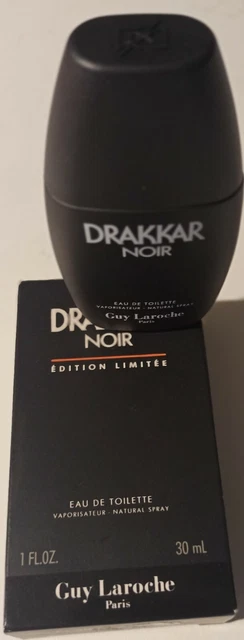 DRAKKAR
NOIR
EAU DE TOILETTE
VAPORISATEUR · NATURAL SPRAY
Guy Laroche
Paris
NOIR
ÉDITION LIMITÉE
EAU DE TOILETTE
VAPORISATEUR · NATURAL SPRAY
1 FL.OZ. 30 mL
Guy Laroche
Paris